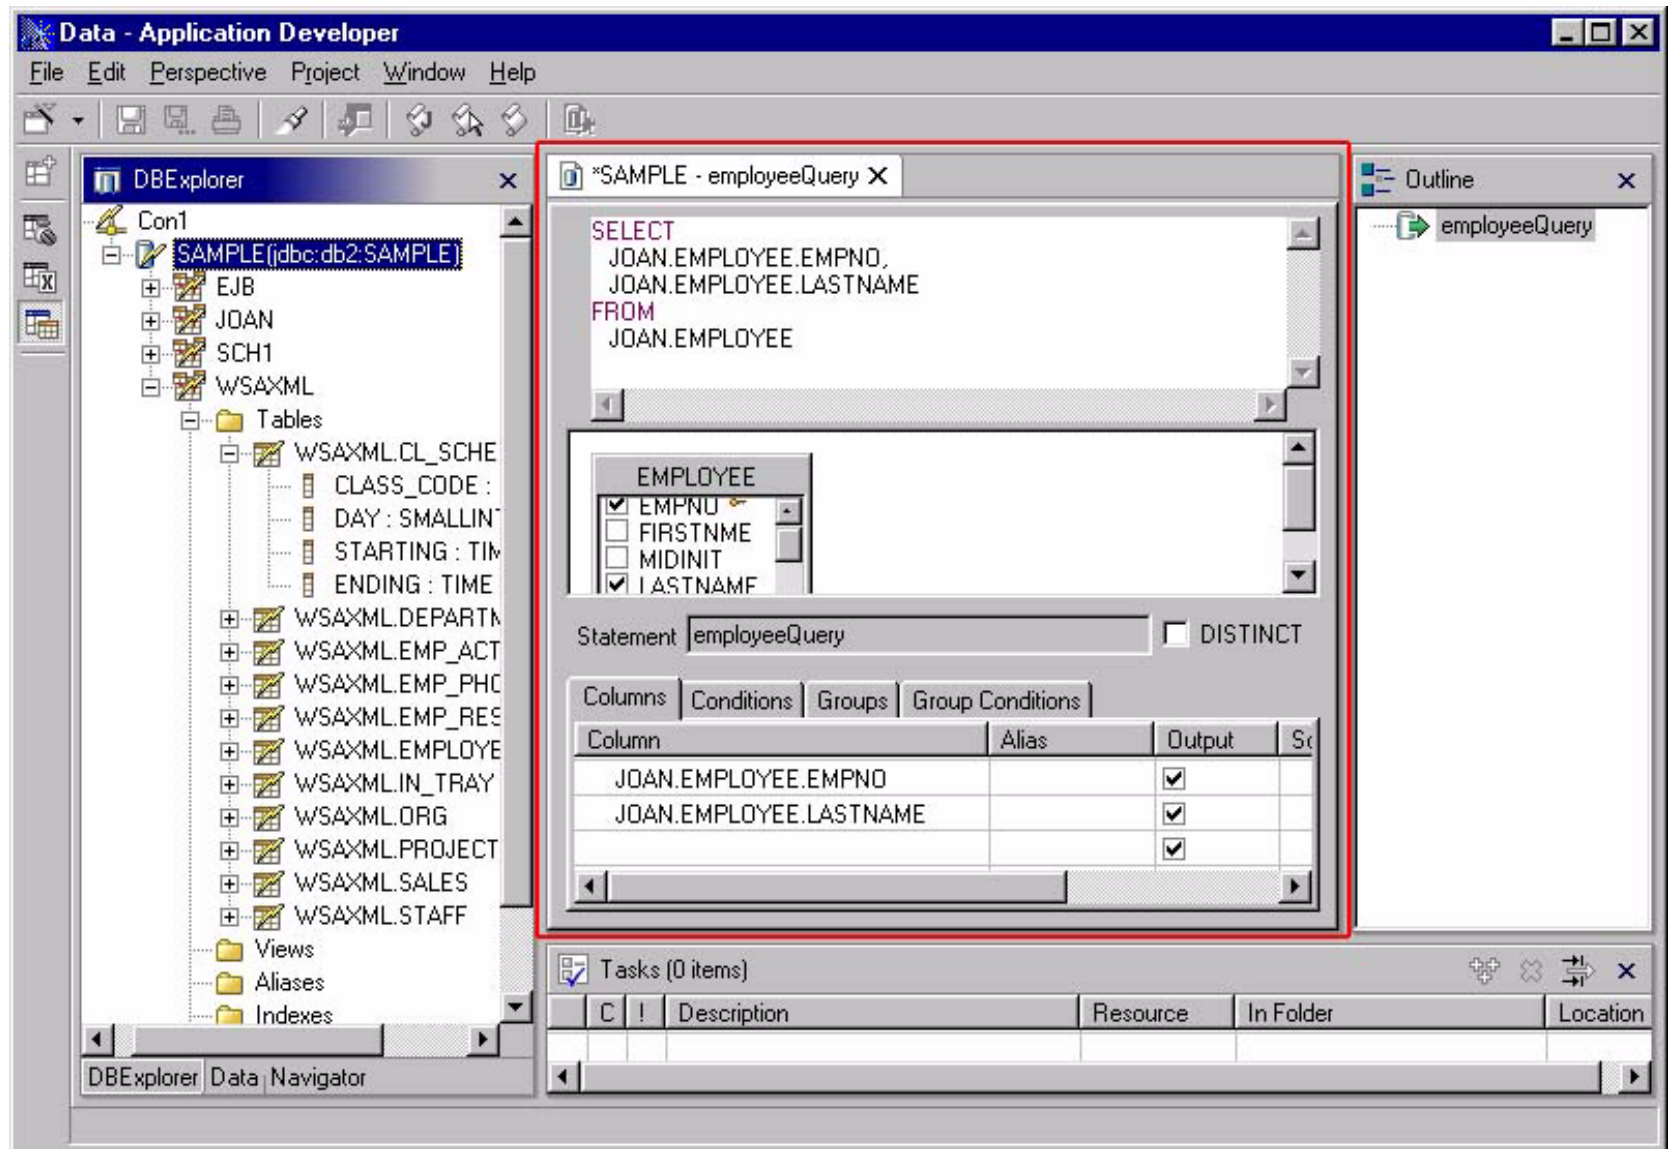 Data - Application Developer
File Edit Perspective Project Window Help
DBExplorer
Con1
SAMPLE(jdbc:db2:SAMPLE)
EJB
JOAN
SCH1
WSAXML
Tables
WSAXML.CL_SCHE
CLASS_CODE :
DAY : SMALLINT
STARTING : TIM
ENDING : TIME
WSAXML.DEPARTM
WSAXML.EMP_ACT
WSAXML.EMP_PHO
WSAXML.EMP_RES
WSAXML.EMPLOYE
WSAXML.IN_TRAY
WSAXML.ORG
WSAXML.PROJECT
WSAXML.SALES
WSAXML.STAFF
Views
Aliases
Indexes
DBExplorer Data Navigator
*SAMPLE - employeeQuery
SELECT
JOAN.EMPLOYEE.EMPNO,
JOAN.EMPLOYEE.LASTNAME
FROM
JOAN.EMPLOYEE
EMPLOYEE
EMPNO
FIRSTNME
MIDINIT
LASTNAME
Statement employeeQuery DISTINCT
Columns Conditions Groups Group Conditions
Column Alias Output So
JOAN.EMPLOYEE.EMPNO
JOAN.EMPLOYEE.LASTNAME
Outline
employeeQuery
Tasks (0 items)
C ! Description Resource In Folder Location